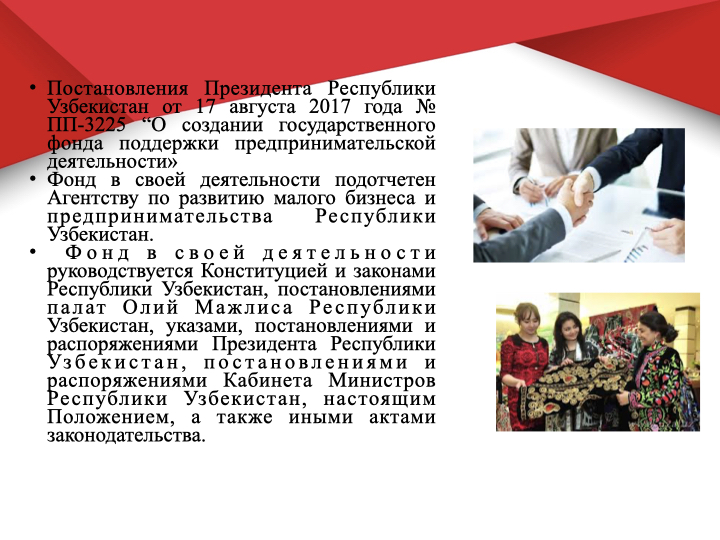 • Постановления Президента Республики
Узбекистан от 17 августа 2017 года №
ПП-3225 “О создании государственного
фонда поддержки предпринимательской
деятельности»
• Фонд в своей деятельности подотчетен
Агентству по развитию малого бизнеса и
предпринимательства Республики
Узбекистан.
• Фонд в своей деятельности
руководствуется Конституцией и законами
Республики Узбекистан, постановлениями
палат Олий Мажлиса Республики
Узбекистан, указами, постановлениями и
распоряжениями Президента Республики
Узбекистан, постановлениями и
распоряжениями Кабинета Министров
Республики Узбекистан, настоящим
Положением, а также иными актами
законодательства.